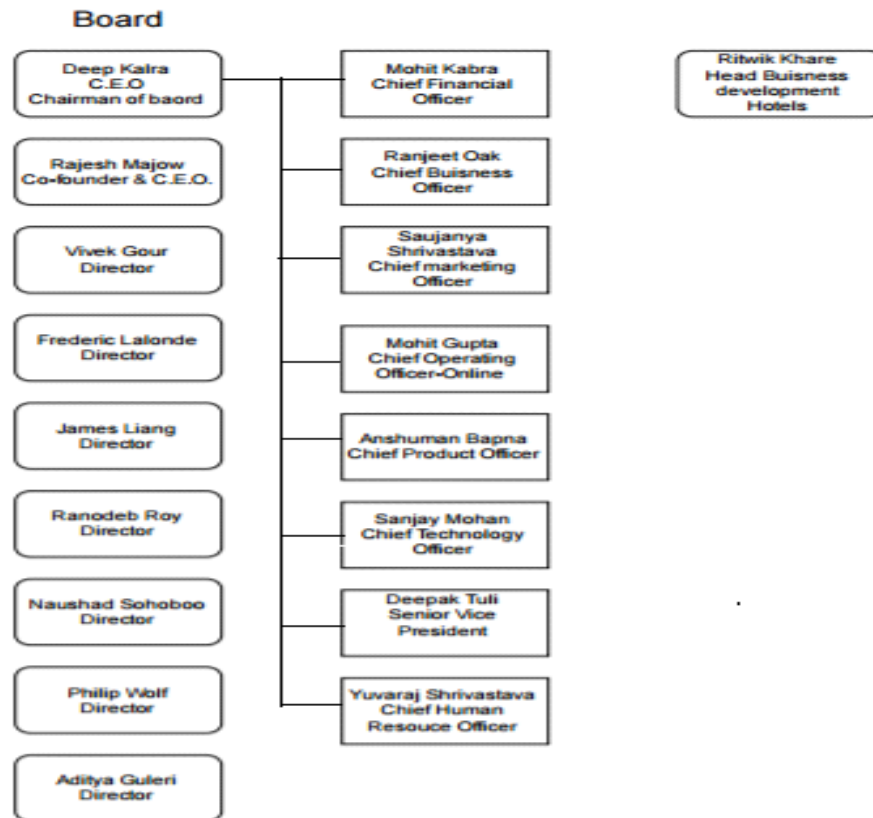 Board
Deep Kalra
C.E.O
Chairman of baord
Rajesh Majow
Co-founder & C.E.O.
Vivek Gour
Director
Frederic Lalonde
Director
James Liang
Director
Ranodeb Roy
Director
Naushad Sohoboo
Director
Philip Wolf
Director
Aditya Guleri
Director
Mohit Kabra
Chief Financial
Officer
Ranjeet Oak
Chief Buisness
Officer
Saujanya
Shrivastava
Chief marketing
Officer
Mohit Gupta
Chief Operating
Officer-Online
Anshuman Bapna
Chief Product Officer
Sanjay Mohan
Chief Technology
Officer
Deepak Tuli
Senior Vice
President
Yuvaraj Shrivastava
Chief Human
Resouce Officer
Ritwik Khare
Head Buisness
development
Hotels